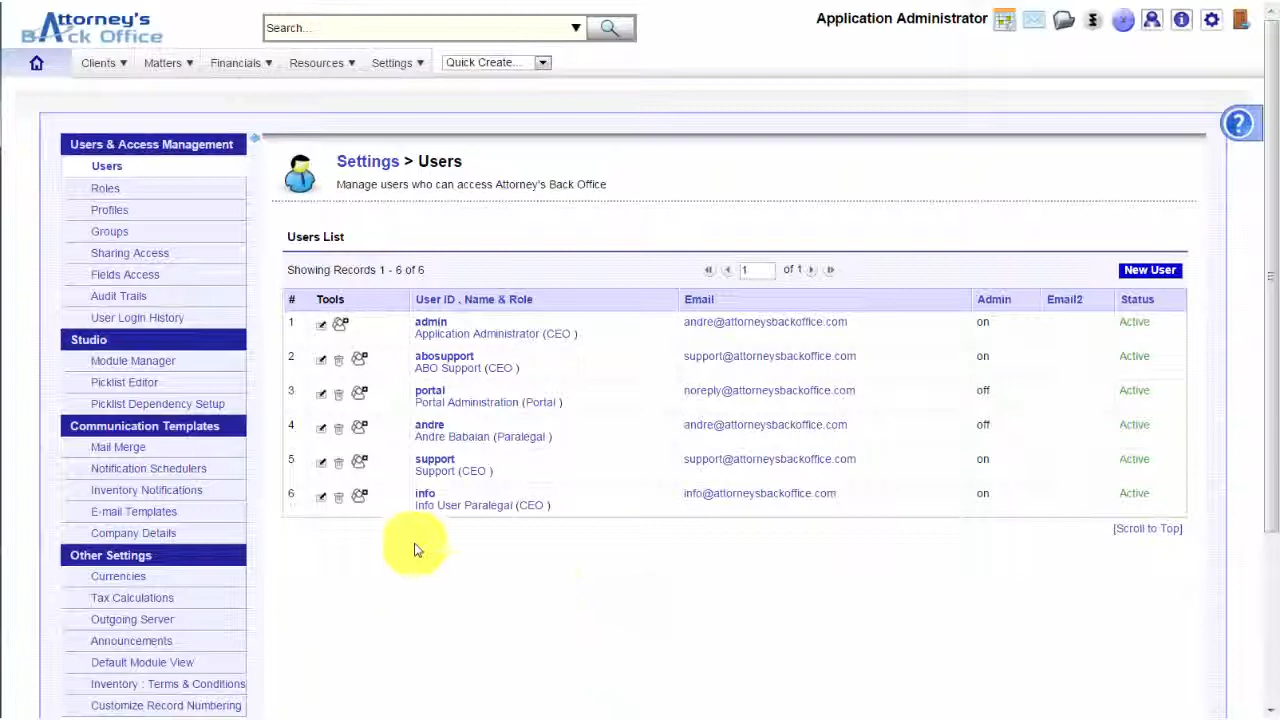 Attorney's
Back Office
Search...
Application Administrator
Clients
Matters
Financials
Resources
Settings
Quick Create...
Users & Access Management
Users
Roles
Profiles
Groups
Sharing Access
Fields Access
Audit Trails
User Login History
Studio
Module Manager
Picklist Editor
Picklist Dependency Setup
Communication Templates
Mail Merge
Notification Schedulers
Inventory Notifications
E-mail Templates
Company Details
Other Settings
Currencies
Tax Calculations
Outgoing Server
Announcements
Default Module View
Inventory : Terms & Conditions
Customize Record Numbering
Settings > Users
Manage users who can access Attorney's Back Office
Users List
Showing Records 1 - 6 of 6
1 of 1
New User
# Tools User ID , Name & Role Email Admin Email2 Status
1 admin andre@attorneysbackoffice.com on Active
Application Administrator (CEO )
2 abosupport support@attorneysbackoffice.com on Active
ABO Support (CEO )
3 portal noreply@attorneysbackoffice.com off Active
Portal Administration (Portal )
4 andre andre@attorneysbackoffice.com off Active
Andre Babaian (Paralegal )
5 support support@attorneysbackoffice.com on Active
Support (CEO )
6 info info@attorneysbackoffice.com on Active
Info User Paralegal (CEO )
[Scroll to Top]